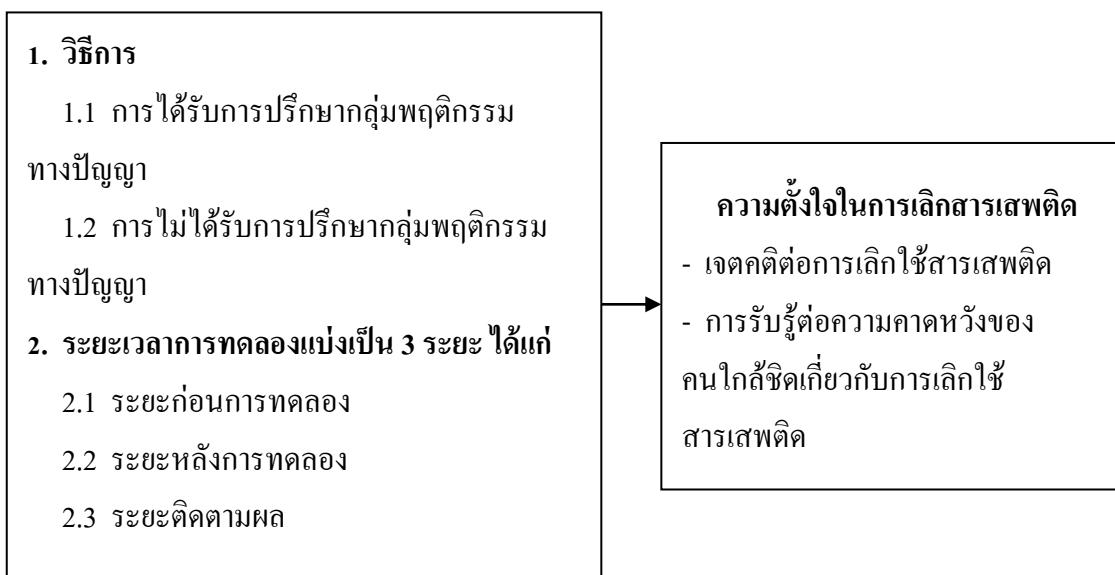 1. วิธีการ
1.1 การได้รับการปรึกษากลุ่มพฤติกรรม
ทางปัญญา
1.2 การไม่ได้รับการปรึกษากลุ่มพฤติกรรม
ทางปัญญา
2. ระยะเวลาการทดลองแบ่งเป็น 3 ระยะ ได้แก่
2.1 ระยะก่อนการทดลอง
2.2 ระยะหลังการทดลอง
2.3 ระยะติดตามผล
ความตั้งใจในการเลิกสารเสพติด
- เจตคติต่อการเลิกใช้สารเสพติด
- การรับรู้ต่อความคาดหวังของ
คนใกล้ชิดเกี่ยวกับการเลิกใช้
สารเสพติด